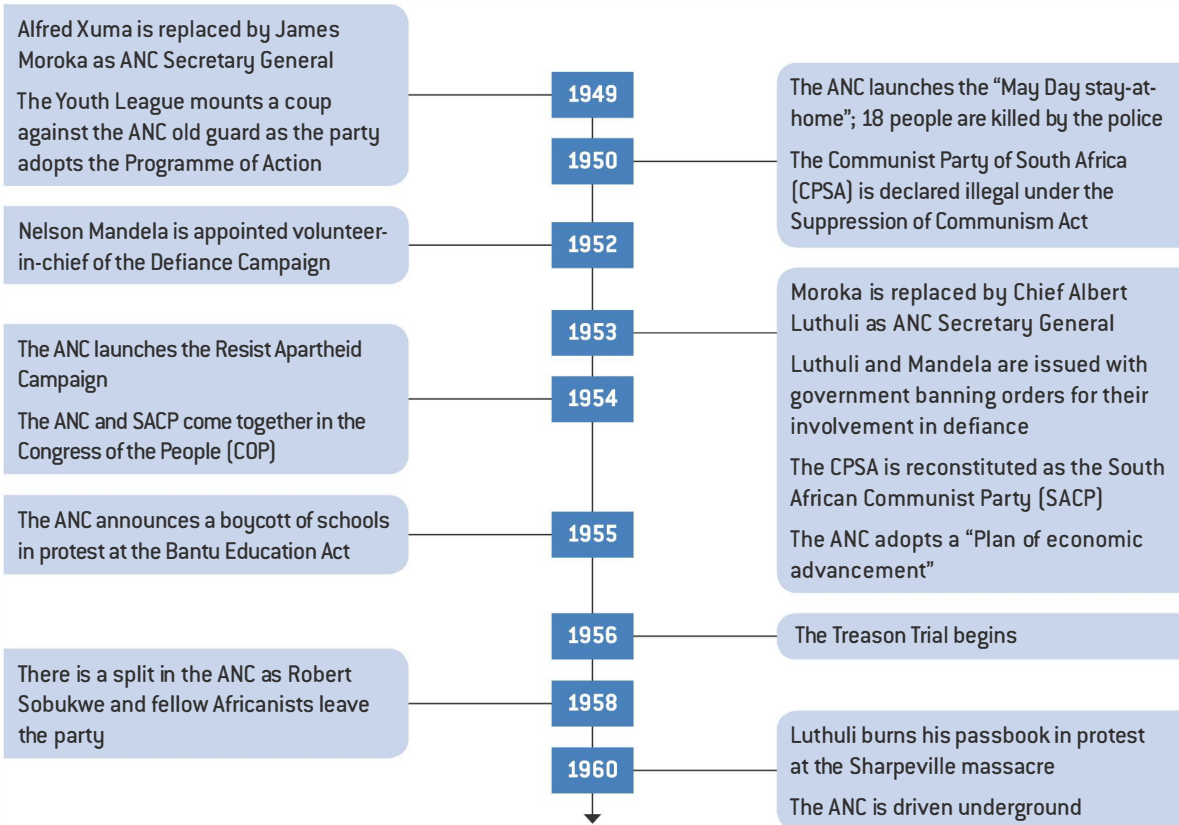 Alfred Xuma is replaced by James
Moroka as ANC Secretary General
The Youth League mounts a coup
against the ANC old guard as the party
adopts the Programme of Action
1949
1950
The ANC launches the “May Day stay-at-
home”; 18 people are killed by the police
The Communist Party of South Africa
(CPSA) is declared illegal under the
Suppression of Communism Act
Nelson Mandela is appointed volunteer-
in-chief of the Defiance Campaign
1952
1953
Moroka is replaced by Chief Albert
Luthuli as ANC Secretary General
Luthuli and Mandela are issued with
government banning orders for their
involvement in defiance
The CPSA is reconstituted as the South
African Communist Party (SACP)
The ANC adopts a “Plan of economic
advancement”
The ANC launches the Resist Apartheid
Campaign
The ANC and SACP come together in the
Congress of the People (COP)
1954
The ANC announces a boycott of schools
in protest at the Bantu Education Act
1955
1956
The Treason Trial begins
There is a split in the ANC as Robert
Sobukwe and fellow Africanists leave
the party
1958
1960
Luthuli burns his passbook in protest
at the Sharpeville massacre
The ANC is driven underground